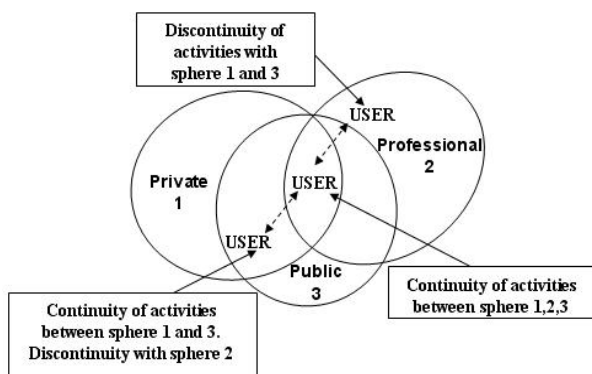 Discontinuity of
activities with
sphere 1 and 3
USER
Professional
2
Private
1
USER
USER
Public
3
Continuity of activities
between sphere 1,2,3
Continuity of activities
between sphere 1 and 3.
Discontinuity with sphere 2